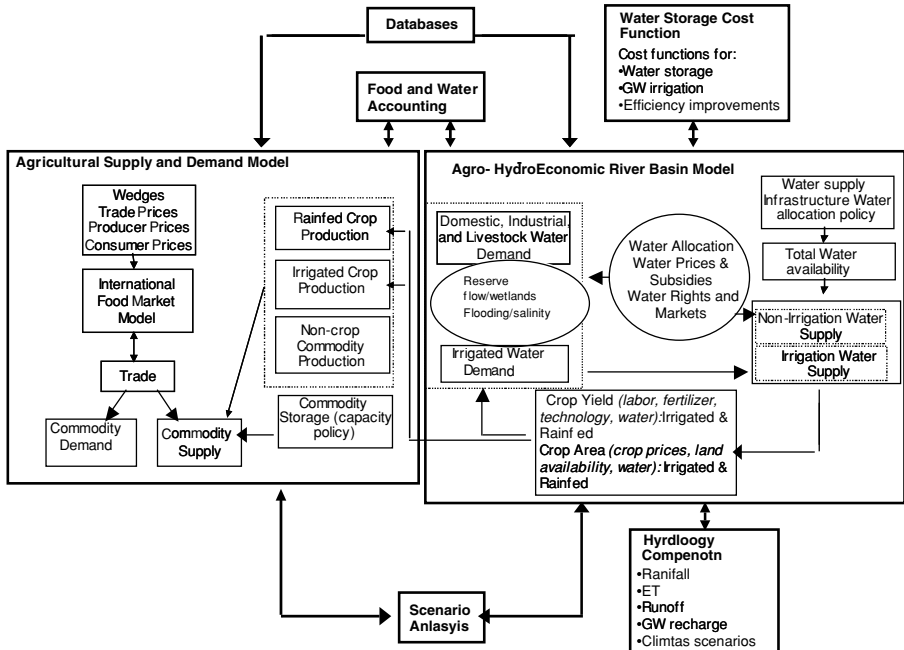 Databases
Water Storage Cost
Function
Cost functions for:
•Water storage
•GW irrigation
•Efficiency improvements
Food and Water
Accounting
Agricultural Supply and Demand Model
Wedges
Trade Prices
Producer Prices
Consumer Prices
International
Food Market
Model
Trade
Commodity
Demand
Commodity
Supply
Rainfed Crop
Production
Irrigated Crop
Production
Non-crop
Commodity
Production
Commodity
Storage (capacity
policy)
Agro- HydroEconomic River Basin Model
Domestic, Industrial,
and Livestock Water
Demand
Reserve
flow/wetlands
Flooding/salinity
Irrigated Water
Demand
Water Allocation
Water Prices &
Subsidies
Water Rights and
Markets
Water supply
Infrastructure Water
allocation policy
Total Water
availability
Non-Irrigation Water
Supply
Irrigation Water
Supply
Crop Yield (labor, fertilizer,
technology, water):Irrigated &
Rainfed
Crop Area (crop prices, land
availability, water): Irrigated &
Rainfed
Scenario
Anlasyis
Hyrdloogy
Compenotn
•Ranifall
•ET
•Runoff
•GW recharge
•Climtas scenarios